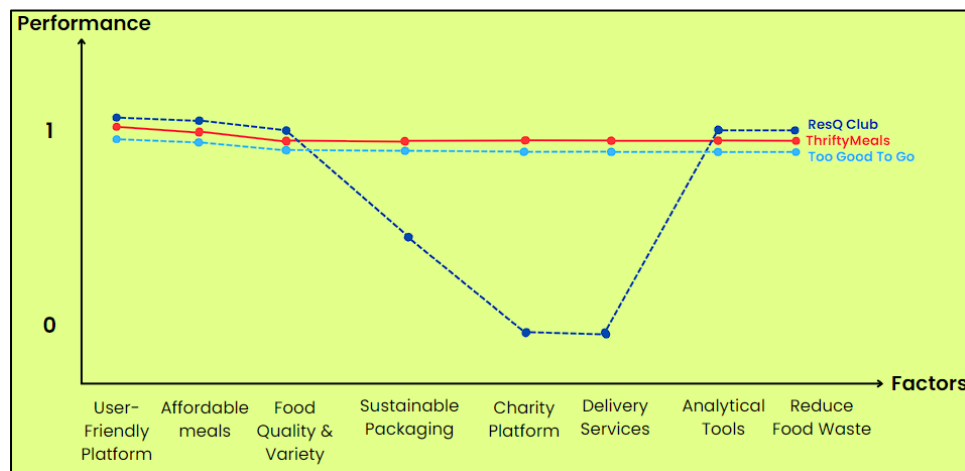 Performance
1
ResQ Club
ThriftyMeals
Too Good To Go
0
Factors
User-
Friendly
Platform
Affordable
meals
Food
Quality &
Variety
Sustainable
Packaging
Charity
Platform
Delivery
Services
Analytical
Tools
Reduce
Food Waste